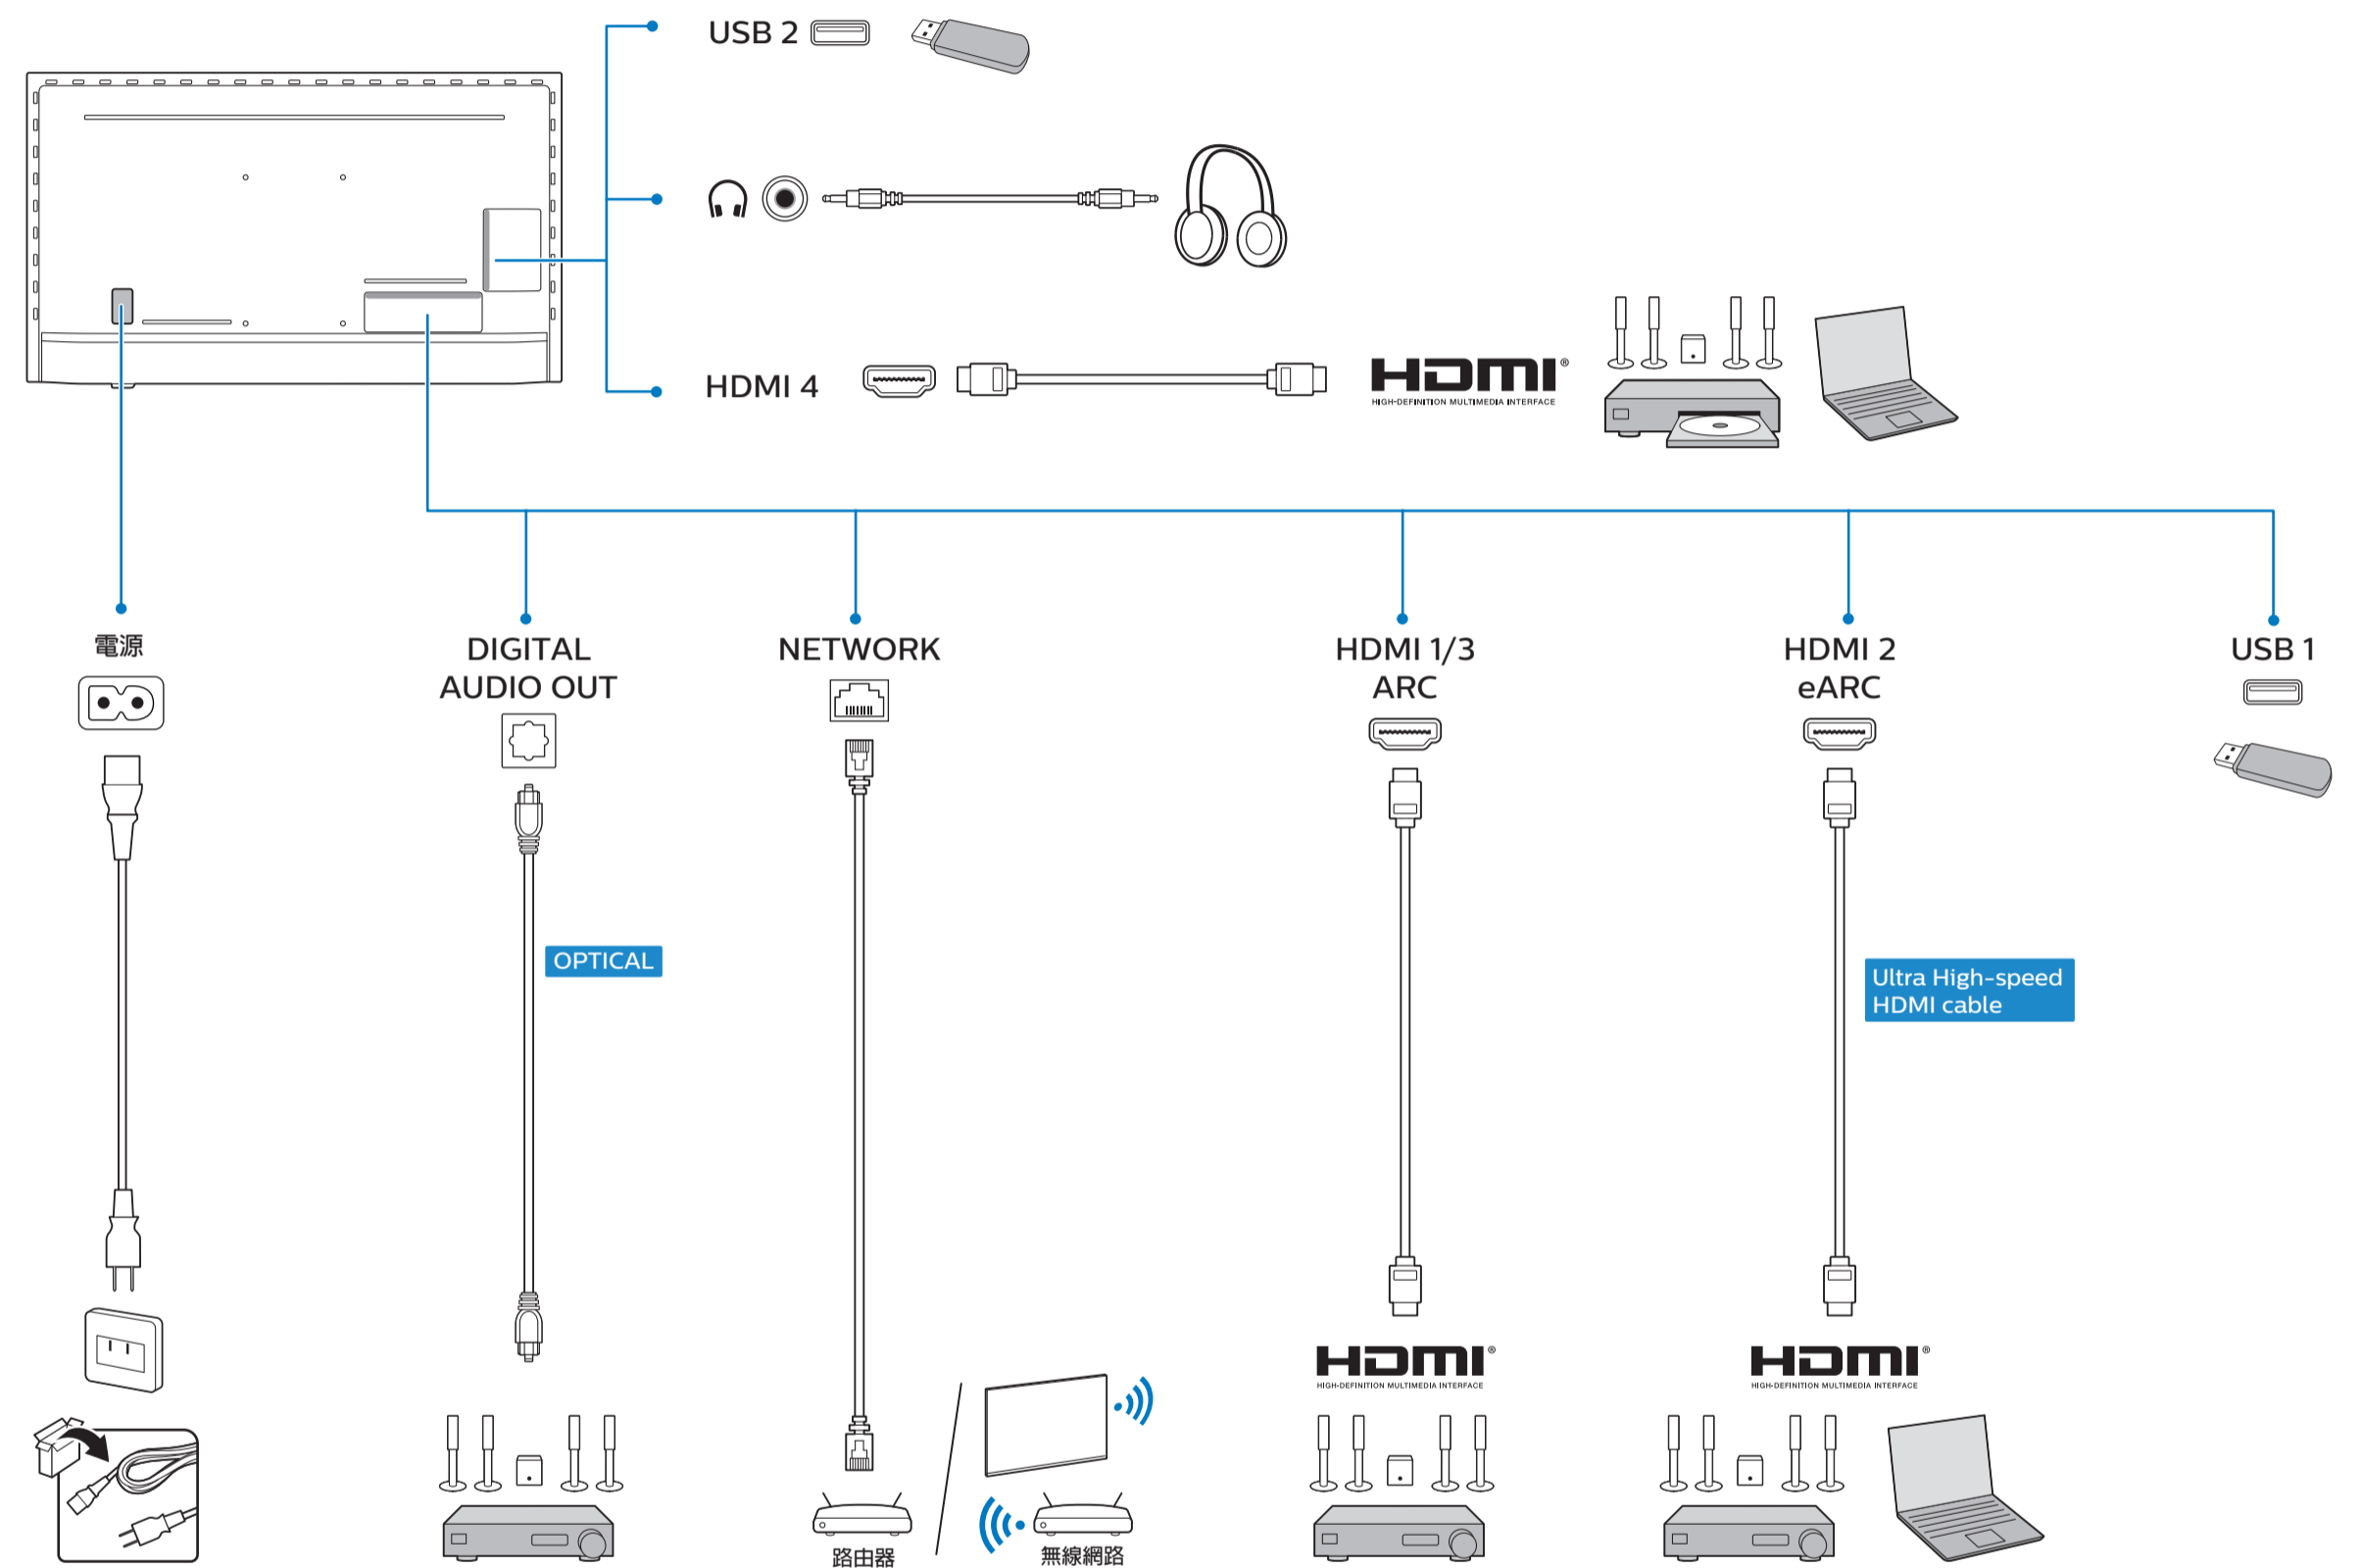 USB 2
HDMI 4
HDMI®
HIGH-DEFINITION MULTIMEDIA INTERFACE
電源
DIGITAL
AUDIO OUT
NETWORK
HDMI 1/3
ARC
HDMI 2
eARC
USB 1
OPTICAL
Ultra High-speed
HDMI cable
HDMI®
HIGH-DEFINITION MULTIMEDIA INTERFACE
HDMI®
HIGH-DEFINITION MULTIMEDIA INTERFACE
路由器
無線網路